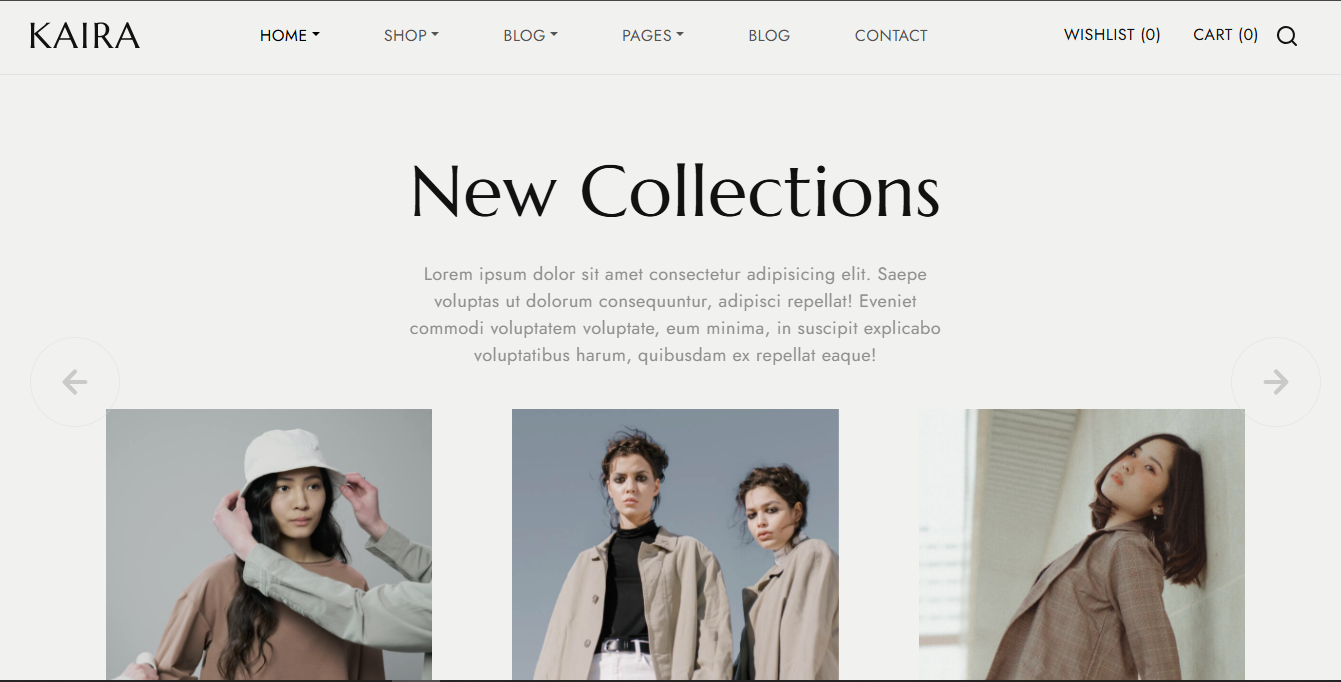 KAIRA HOME SHOP BLOG PAGES BLOG CONTACT WISHLIST (0) CART (0)
New Collections
Lorem ipsum dolor sit amet consectetur adipisicing elit. Saepe
voluptas ut dolorum consequuntur, adipisci repellat! Eveniet
commodi voluptatem voluptate, eum minima, in suscipit explicabo
voluptatibus harum, quibusdam ex repellat eaque!